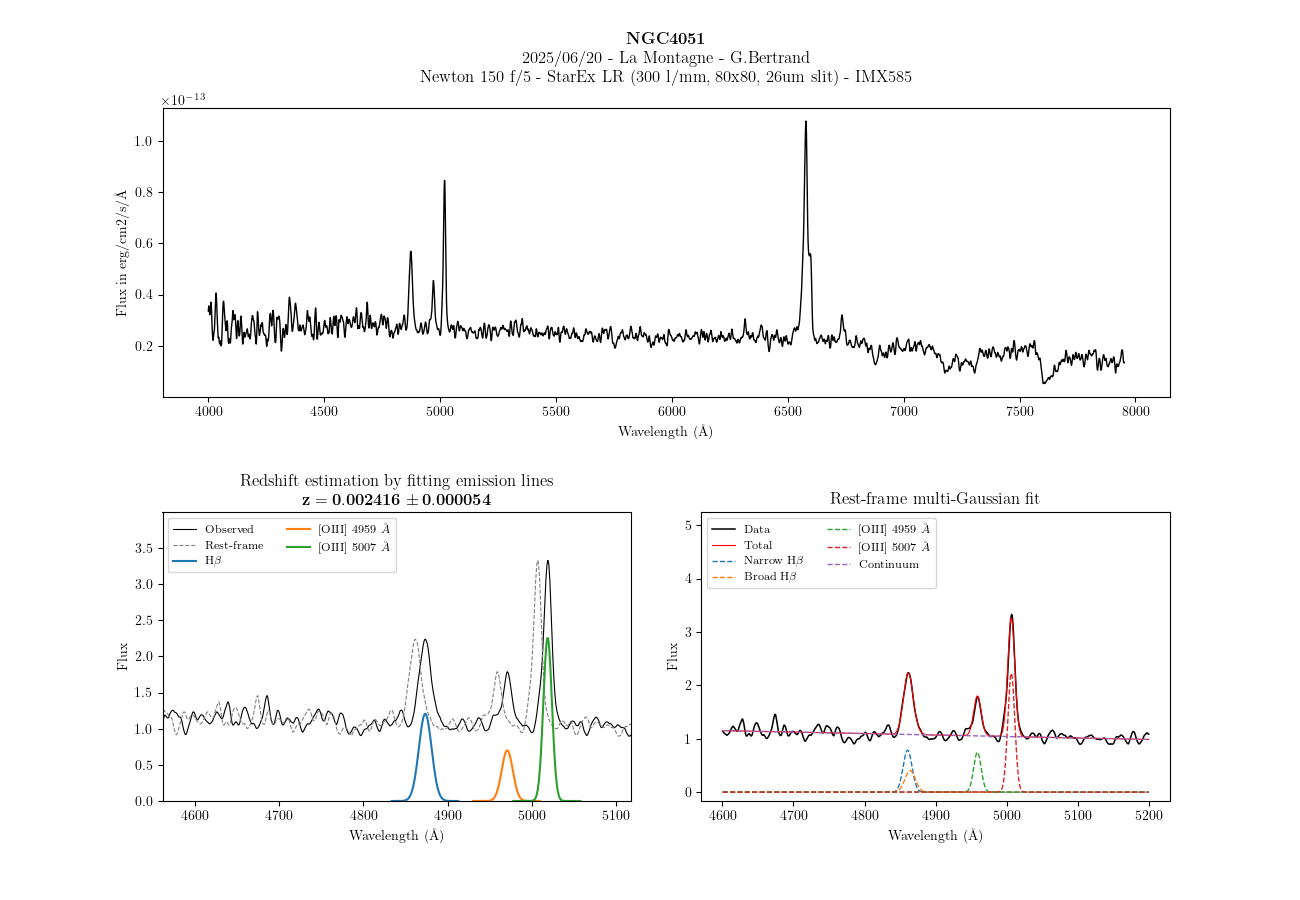 NGC4051
2025/06/20 - La Montagne - G.Bertrand
Newton 150 f/5 - StarEx LR (300 l/mm, 80x80, 26um slit) - IMX585
×10⁻¹³
1.0
0.8
0.6
0.4
0.2
Flux in erg/cm2/s/Å
4000 4500 5000 5500 6000 6500 7000 7500 8000
Wavelength (Å)
Redshift estimation by fitting emission lines
z = 0.002416 ± 0.000054
Observed
Rest-frame
Hβ
[OIII] 4959 Å
[OIII] 5007 Å
3.5
3.0
2.5
2.0
1.5
1.0
0.5
0.0
Flux
4600 4700 4800 4900 5000 5100
Wavelength (Å)
Rest-frame multi-Gaussian fit
Data
Total
Narrow Hβ
Broad Hβ
[OIII] 4959 Å
[OIII] 5007 Å
Continuum
5
4
3
2
1
0
Flux
4600 4700 4800 4900 5000 5100 5200
Wavelength (Å)